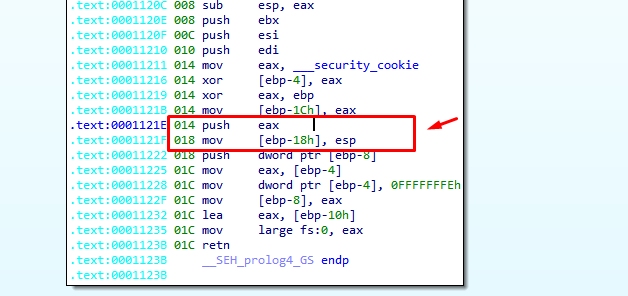 .text:0001120C 008 sub esp, eax
.text:0001120E 008 push ebx
.text:0001120F 00C push esi
.text:00011210 010 push edi
.text:00011211 014 mov eax, ___security_cookie
.text:00011216 014 xor [ebp-4], eax
.text:00011219 014 xor eax, ebp
.text:0001121B 014 mov [ebp-1Ch], eax
.text:0001121E 014 push eax
.text:0001121F 018 mov [ebp-18h], esp
.text:00011222 018 push dword ptr [ebp-8]
.text:00011225 01C mov eax, [ebp-4]
.text:00011228 01C mov dword ptr [ebp-4], 0FFFFFFFEh
.text:0001122F 01C mov [ebp-8], eax
.text:00011232 01C lea eax, [ebp-10h]
.text:00011235 01C mov large fs:0, eax
.text:0001123B 01C retn
.text:0001123B __SEH_prolog4_GS endp
.text:0001123B